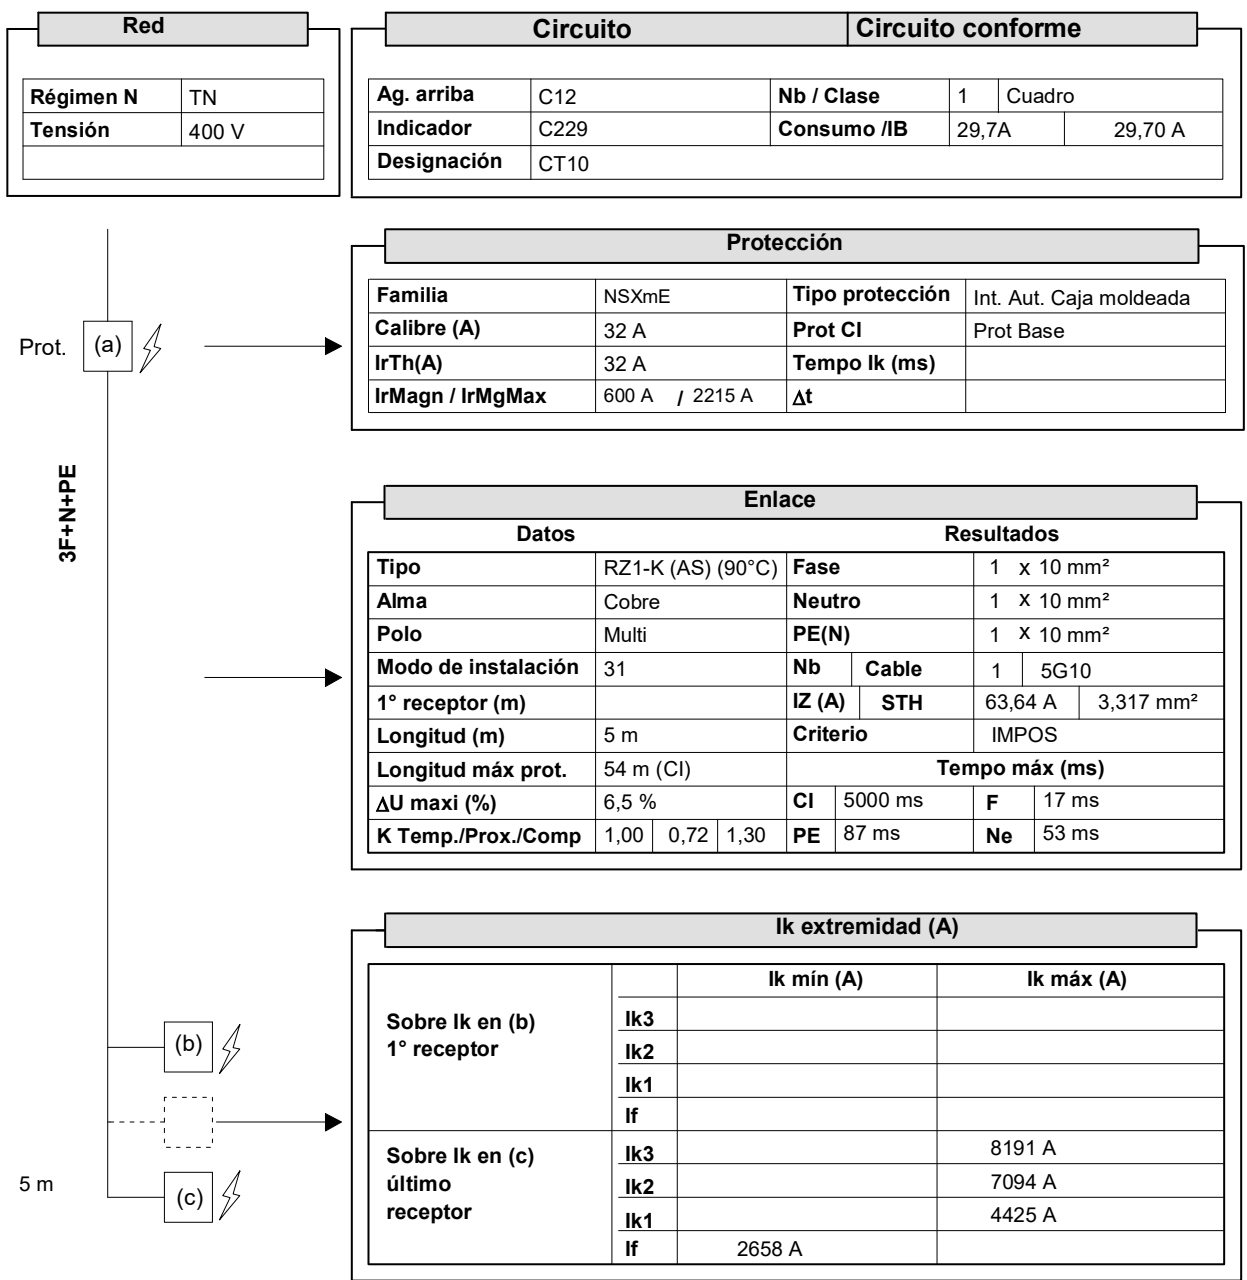 Red
Circuito Circuito conforme
Régimen N TN
Tensión 400 V
Ag. arriba C12 Nb / Clase 1 Cuadro
Indicador C229 Consumo /IB 29,7A 29,70 A
Designación CT10
Protección
Familia NSXmE Tipo protección Int. Aut. Caja moldeada
Calibre (A) 32 A Prot CI Prot Base
IrTh(A) 32 A Tempo Ik (ms)
IrMagn / IrMgMax 600 A / 2215 A Δt
Prot. (a)
3F+N+PE
Enlace
Datos Resultados
Tipo RZ1-K (AS) (90°C) Fase 1 x 10 mm²
Alma Cobre Neutro 1 x 10 mm²
Polo Multi PE(N) 1 x 10 mm²
Modo de instalación 31 Nb Cable 1 5G10
1° receptor (m) IZ (A) STH 63,64 A 3,317 mm²
Longitud (m) 5 m Criterio IMPOS
Longitud máx prot. 54 m (CI) Tempo máx (ms)
ΔU maxi (%) 6,5 % CI 5000 ms F 17 ms
K Temp./Prox./Comp 1,00 0,72 1,30 PE 87 ms Ne 53 ms
Ik extremidad (A)
Ik mín (A) Ik máx (A)
Sobre Ik en (b)
1° receptor
Ik3
Ik2
Ik1
If
(b)
Sobre Ik en (c)
último
receptor
Ik3 8191 A
Ik2 7094 A
Ik1 4425 A
If 2658 A
5 m (c)